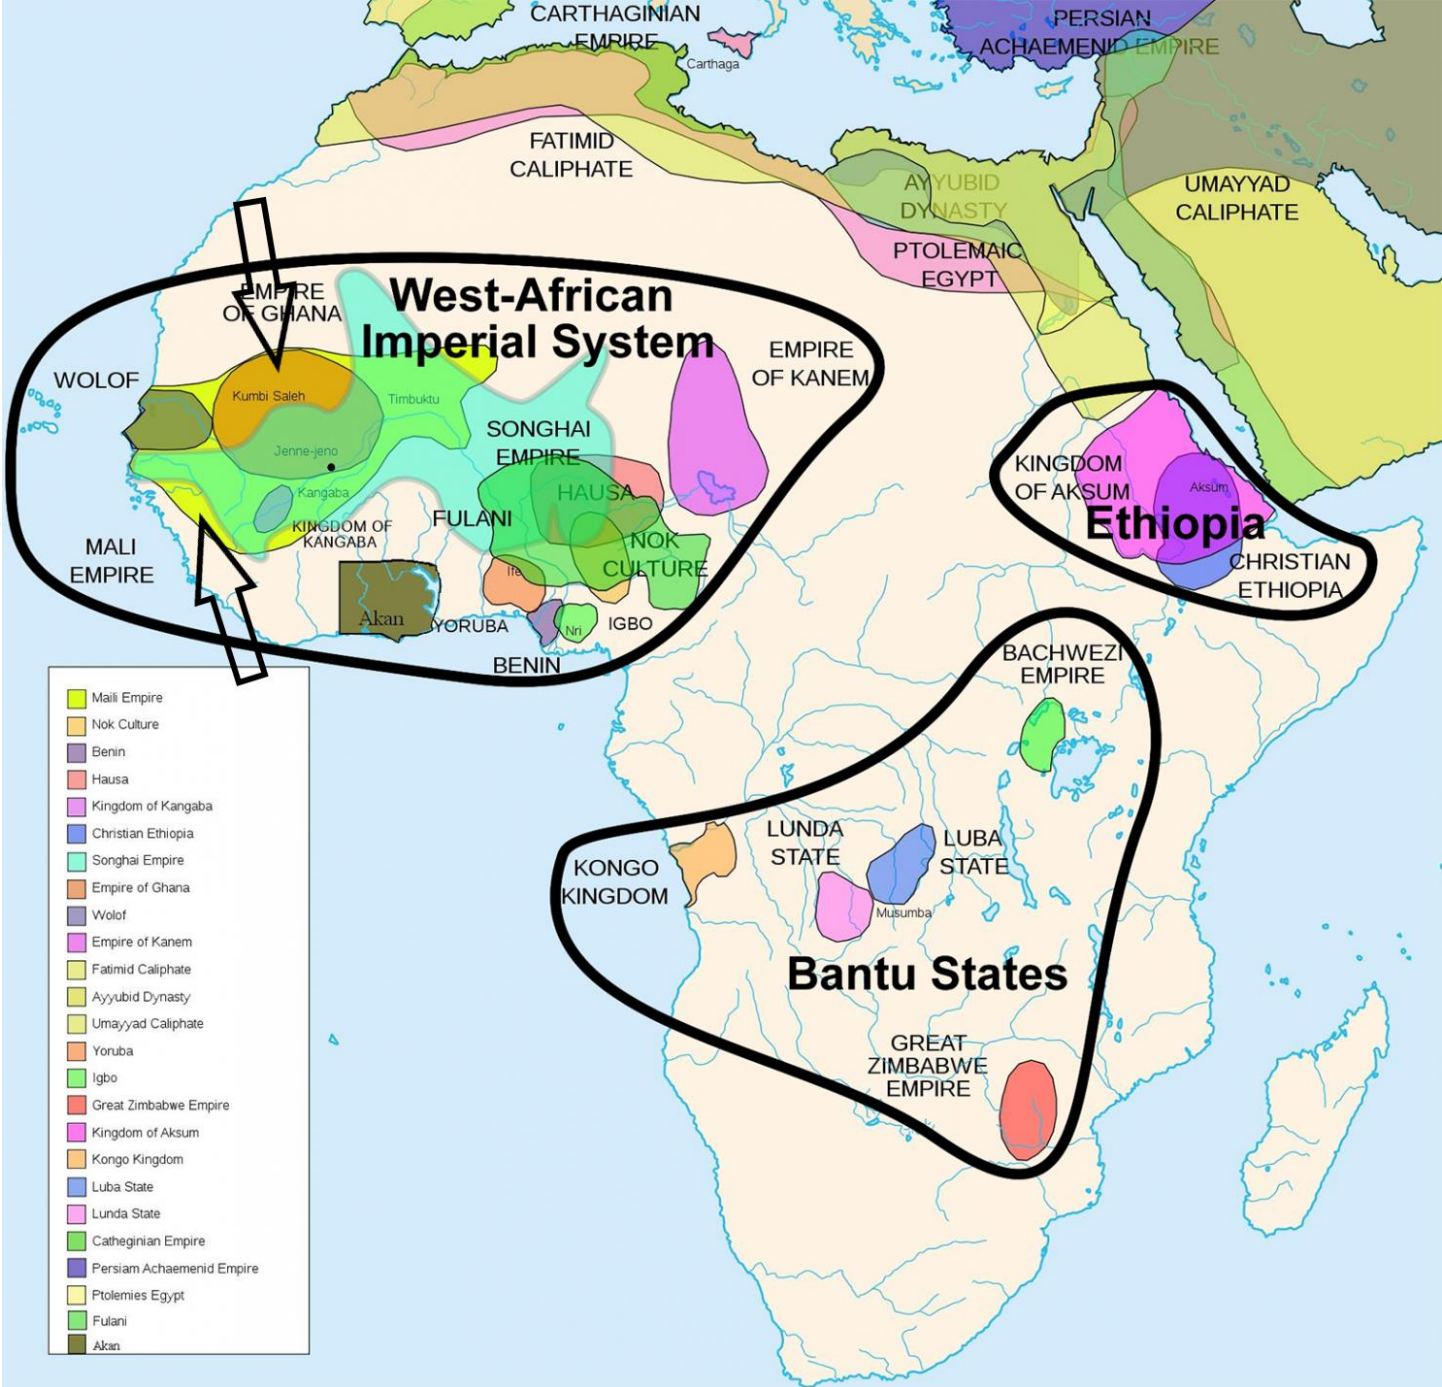 CARTHAGINIAN
EMPIRE
Carthaga
PERSIAN
ACHAEMENID EMPIRE
FATIMID
CALIPHATE
AYYUBID
DYNASTY
UMAYYAD
CALIPHATE
PTOLEMAIC
EGYPT
EMPIRE
OF GHANA
West-African
Imperial System
WOLOF
EMPIRE
OF KANEM
Kumbi Saleh
Timbuktu
SONGHAI
EMPIRE
Jenne-jeno
Kangaba
HAUSA
FULANI
KINGDOM OF
KANGABA
NOK
CULTURE
MALI
EMPIRE
Ife
Akan
YORUBA
Nri
IGBO
BENIN
KINGDOM
OF AKSUM
Aksum
Ethiopia
CHRISTIAN
ETHIOPIA
BACHWEZI
EMPIRE
LUNDA
STATE
LUBA
STATE
KONGO
KINGDOM
Musumba
Bantu States
GREAT
ZIMBABWE
EMPIRE
Maili Empire
Nok Culture
Benin
Hausa
Kingdom of Kangaba
Christian Ethiopia
Songhai Empire
Empire of Ghana
Wolof
Empire of Kanem
Fatimid Caliphate
Ayyubid Dynasty
Umayyad Caliphate
Yoruba
Igbo
Great Zimbabwe Empire
Kingdom of Aksum
Kongo Kingdom
Luba State
Lunda State
Catheginian Empire
Persiam Achaemenid Empire
Ptolemies Egypt
Fulani
Akan